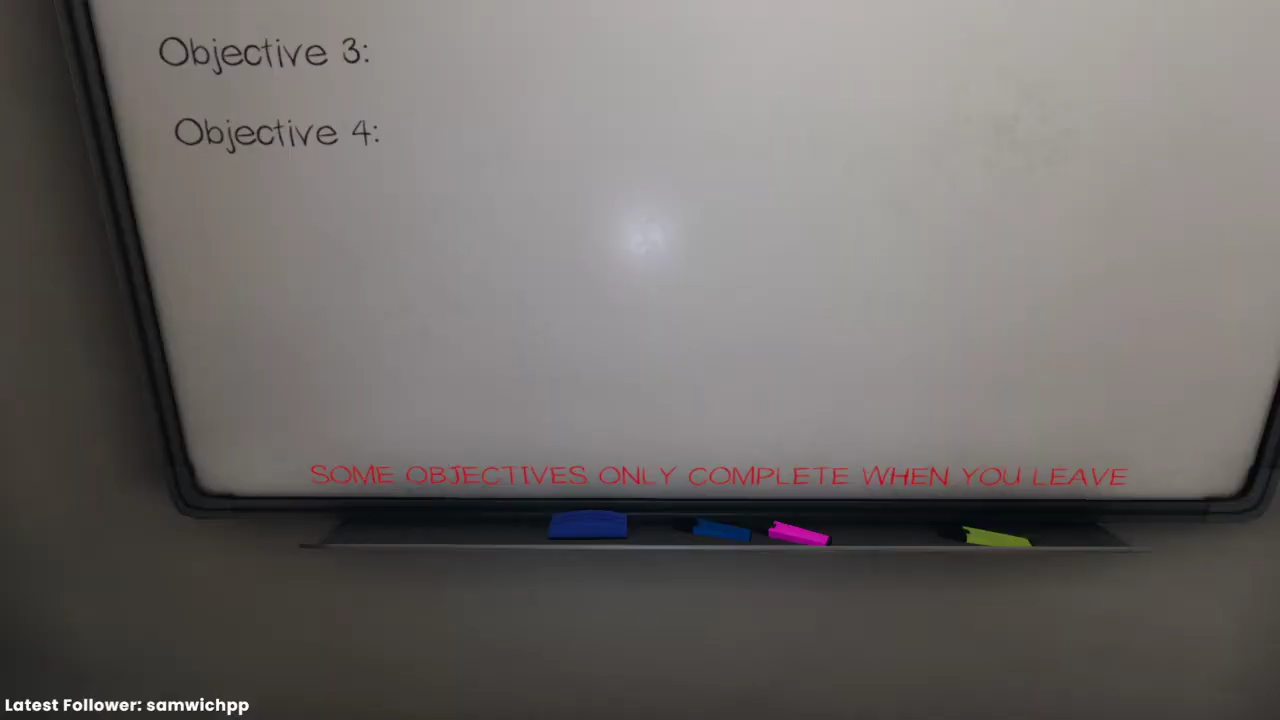 Objective 3:
Objective 4:
SOME OBJECTIVES ONLY COMPLETE WHEN YOU LEAVE
Latest Follower: samwichpp